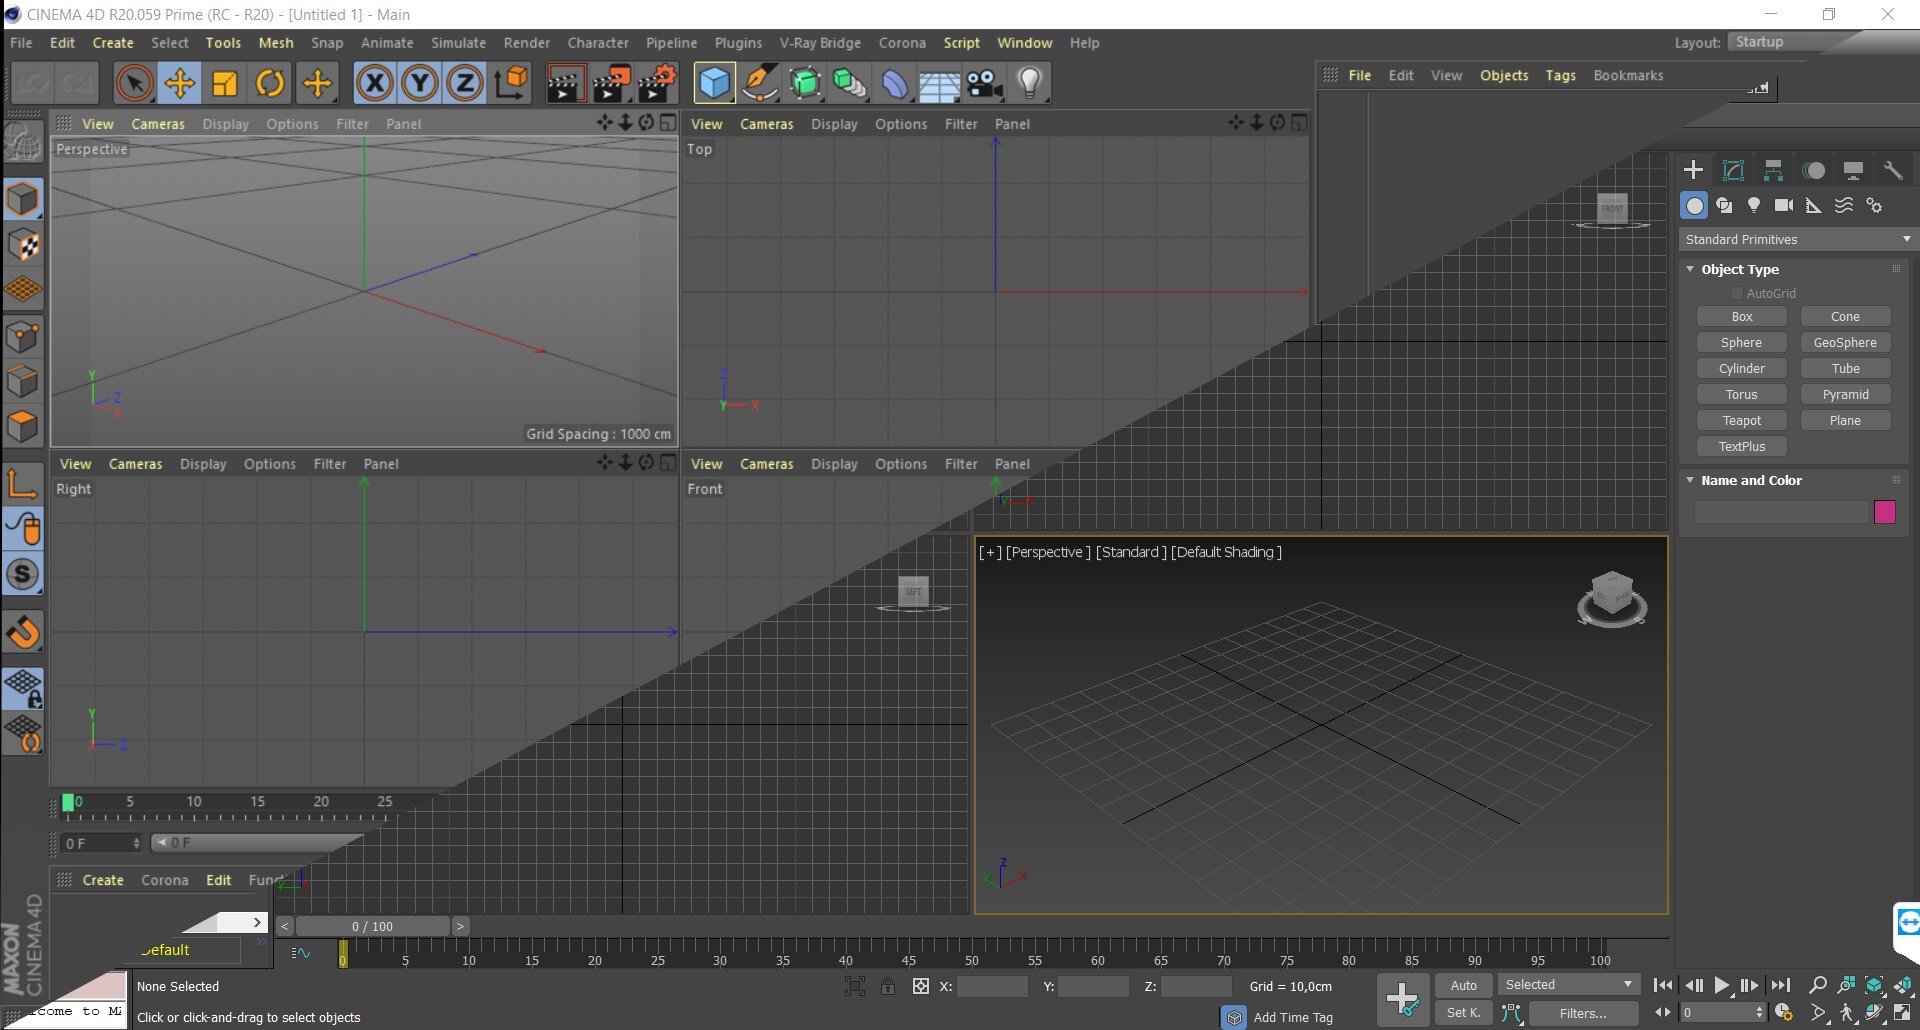 CINEMA 4D R20.059 Prime (RC - R20) - [Untitled 1] - Main
File Edit Create Select Tools Mesh Snap Animate Simulate Render Character Pipeline Plugins V-Ray Bridge Corona Script Window Help
Layout: Startup
File Edit View Objects Tags Bookmarks
X Y Z
View Cameras Display Options Filter Panel
View Cameras Display Options Filter Panel
Perspective
Top
FRONT
Standard Primitives
Object Type
AutoGrid
Box Cone
Sphere GeoSphere
Cylinder Tube
Torus Pyramid
Teapot Plane
TextPlus
Name and Color
Y Z X
Z Y X
Grid Spacing : 1000 cm
View Cameras Display Options Filter Panel
View Cameras Display Options Filter Panel
Right
Front
y
[ + ] [Perspective ] [Standard ] [Default Shading ]
S
LEFT
Y X Z
0 5 10 15 20 25
0 F
0 F
z y x
Create Corona Edit
y
MAXON
CINEMA 4D
> < 0 / 100 >
0 5 10 15 20 25 30 35 40 45 50 55 60 65 70 75 80 85 90 95 100
None Selected
X: Y: Z: Grid = 10,0cm
Auto Selected
come to
Click or click-and-drag to select objects
Add Time Tag
Set K. Filters...
0